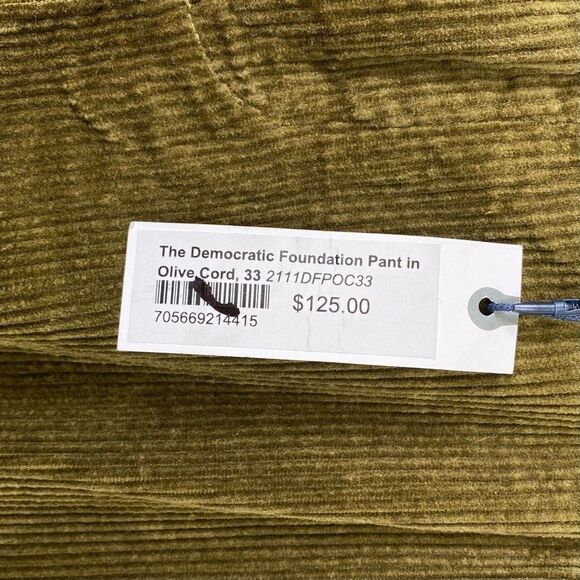 The Democratic Foundation Pant in
Olive Cord, 33 2111DFPOC33
$125.00
705669214415